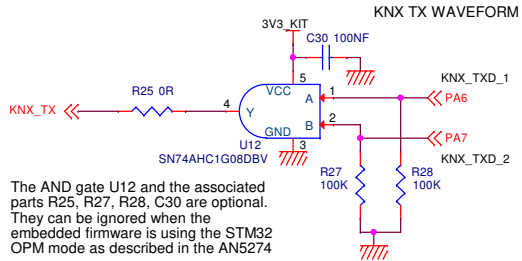 KNX TX WAVEFORM
3V3_KIT
C30 100NF
KNX_TXD_1
R25 0R
5
VCC
KNX_TX
4
Y
A
1
PA6
B
2
PA7
GND
3
U12
SN74AHC1G08DBV
KNX_TXD_2
R27
100K
R28
100K
The AND gate U12 and the associated
parts R25, R27, R28, C30 are optional.
They can be ignored when the
embedded firmware is using the STM32
OPM mode as described in the AN5274